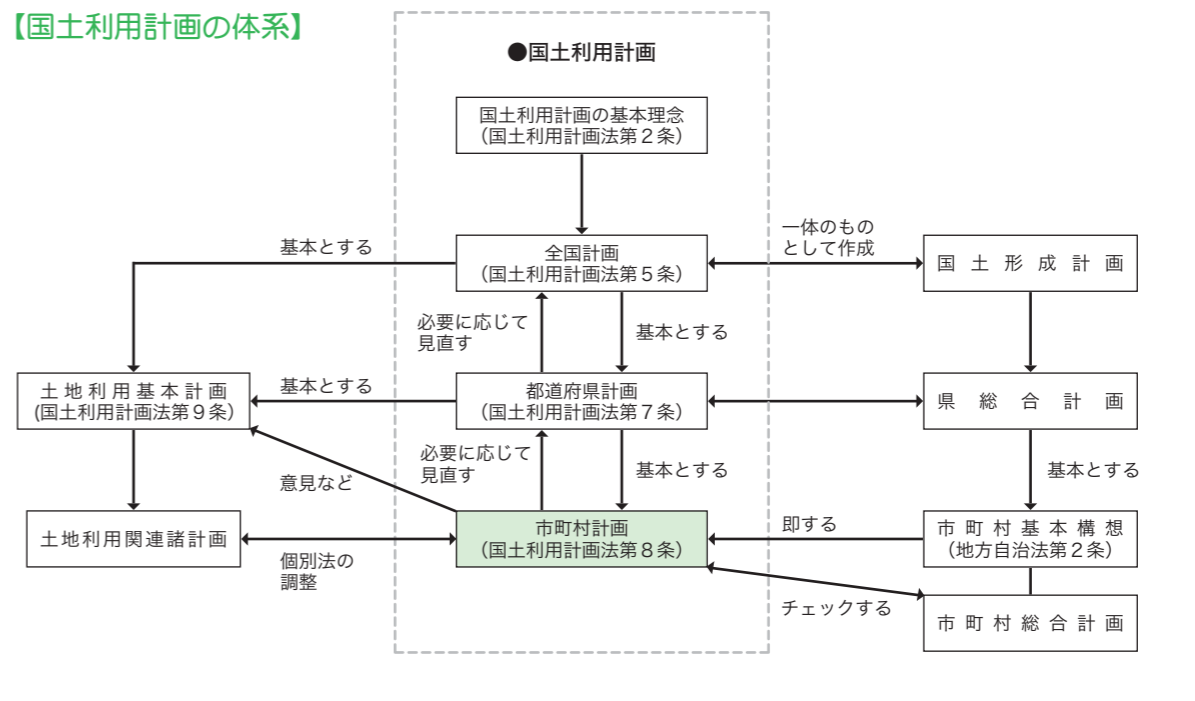 【国土利用計画の体系】
●国土利用計画
国土利用計画の基本理念
（国土利用計画法第２条）
基本とする
全国計画
（国土利用計画法第５条）
一体のもの
として作成
国土形成計画
必要に応じて
見直す
基本とする
土地利用基本計画
(国土利用計画法第９条）
基本とする
都道府県計画
（国土利用計画法第７条）
県総合計画
必要に応じて
見直す
基本とする
基本とする
意見など
土地利用関連諸計画
個別法の
調整
市町村計画
（国土利用計画法第８条）
即する
市町村基本構想
（地方自治法第２条）
チェックする
市町村総合計画